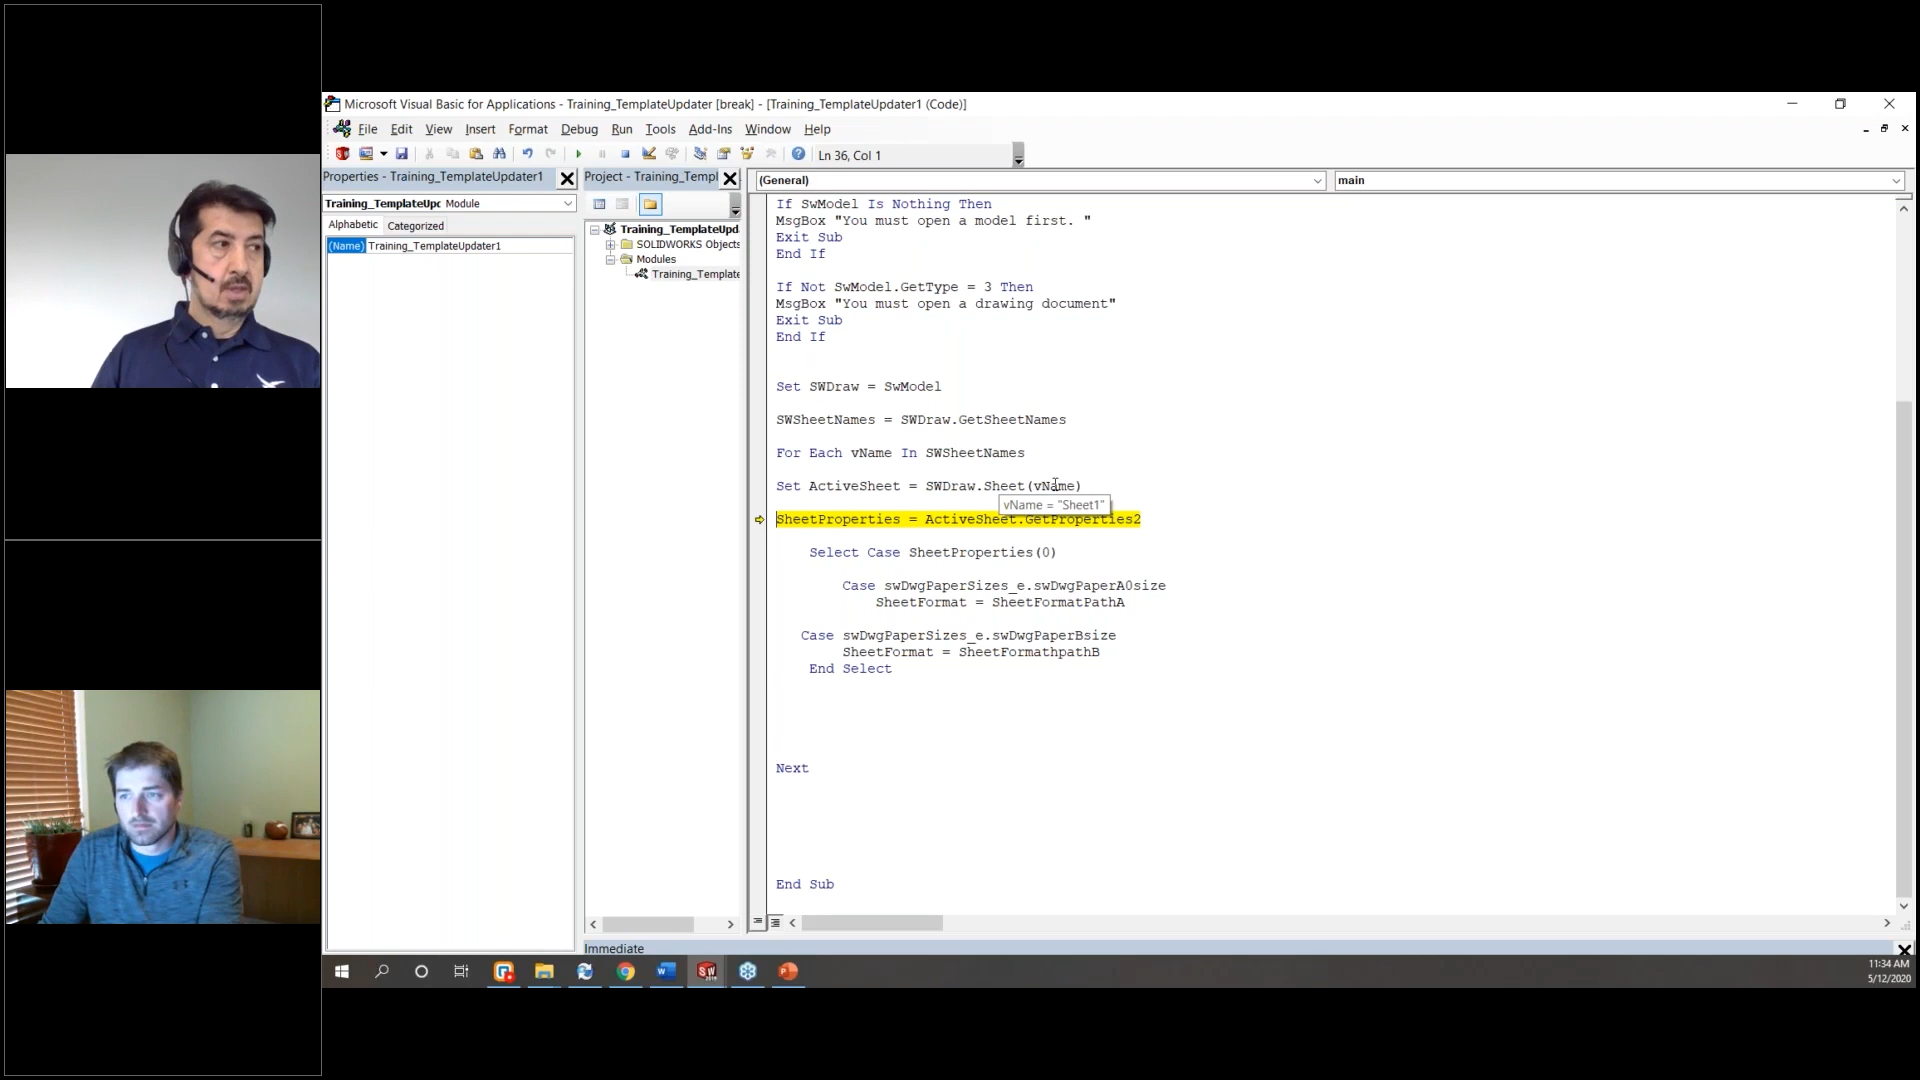 Microsoft Visual Basic for Applications - Training_TemplateUpdater [break] - [Training_TemplateUpdater1 (Code)]
File Edit View Insert Format Debug Run Tools Add-Ins Window Help
Ln 36, Col 1
Properties - Training_TemplateUpdater1
Project - Training_Templ
(General)
main
Training_TemplateUpc Module
Alphabetic Categorized
(Name) Training_TemplateUpdater1
Training_TemplateUpd
SOLIDWORKS Objects
Modules
Training_Template
If SwModel Is Nothing Then
MsgBox "You must open a model first. "
Exit Sub
End If
If Not SwModel.GetType = 3 Then
MsgBox "You must open a drawing document"
Exit Sub
End If
Set SWDraw = SwModel
SWSheetNames = SWDraw.GetSheetNames
For Each vName In SWSheetNames
Set ActiveSheet = SWDraw.Sheet(vName)
vName = "Sheet1"
SheetProperties = ActiveSheet.GetProperties2
Select Case SheetProperties(0)
Case swDwgPaperSizes_e.swDwgPaperA0size
SheetFormat = SheetFormatPathA
Case swDwgPaperSizes_e.swDwgPaperBsize
SheetFormat = SheetFormathpathB
End Select
Next
End Sub
Immediate
11:34 AM
5/12/2020